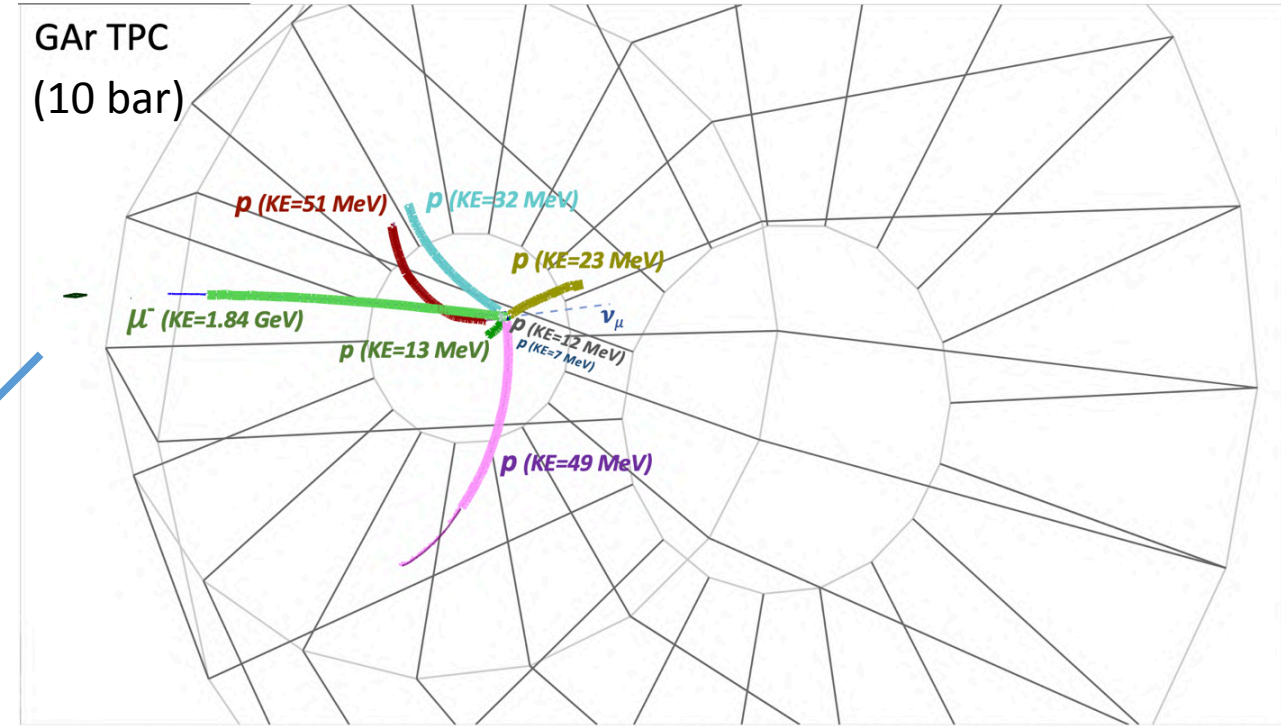 GAr TPC
(10 bar)
p (KE=51 MeV)
p (KE=32 MeV)
p (KE=23 MeV)
μ⁻ (KE=1.84 GeV)
νμ
p (KE=12 MeV)
p (KE=7 MeV)
p (KE=13 MeV)
p (KE=49 MeV)